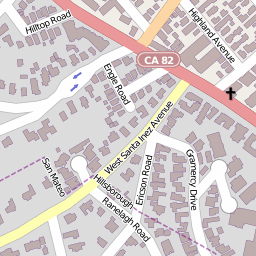 Hilltop Road
Highland Avenue
CA 82
Engle Road
West Santa Inez Avenue
Ericson Road
Gramercy Drive
San Mateo
Hillsborough
Ranelagh Road